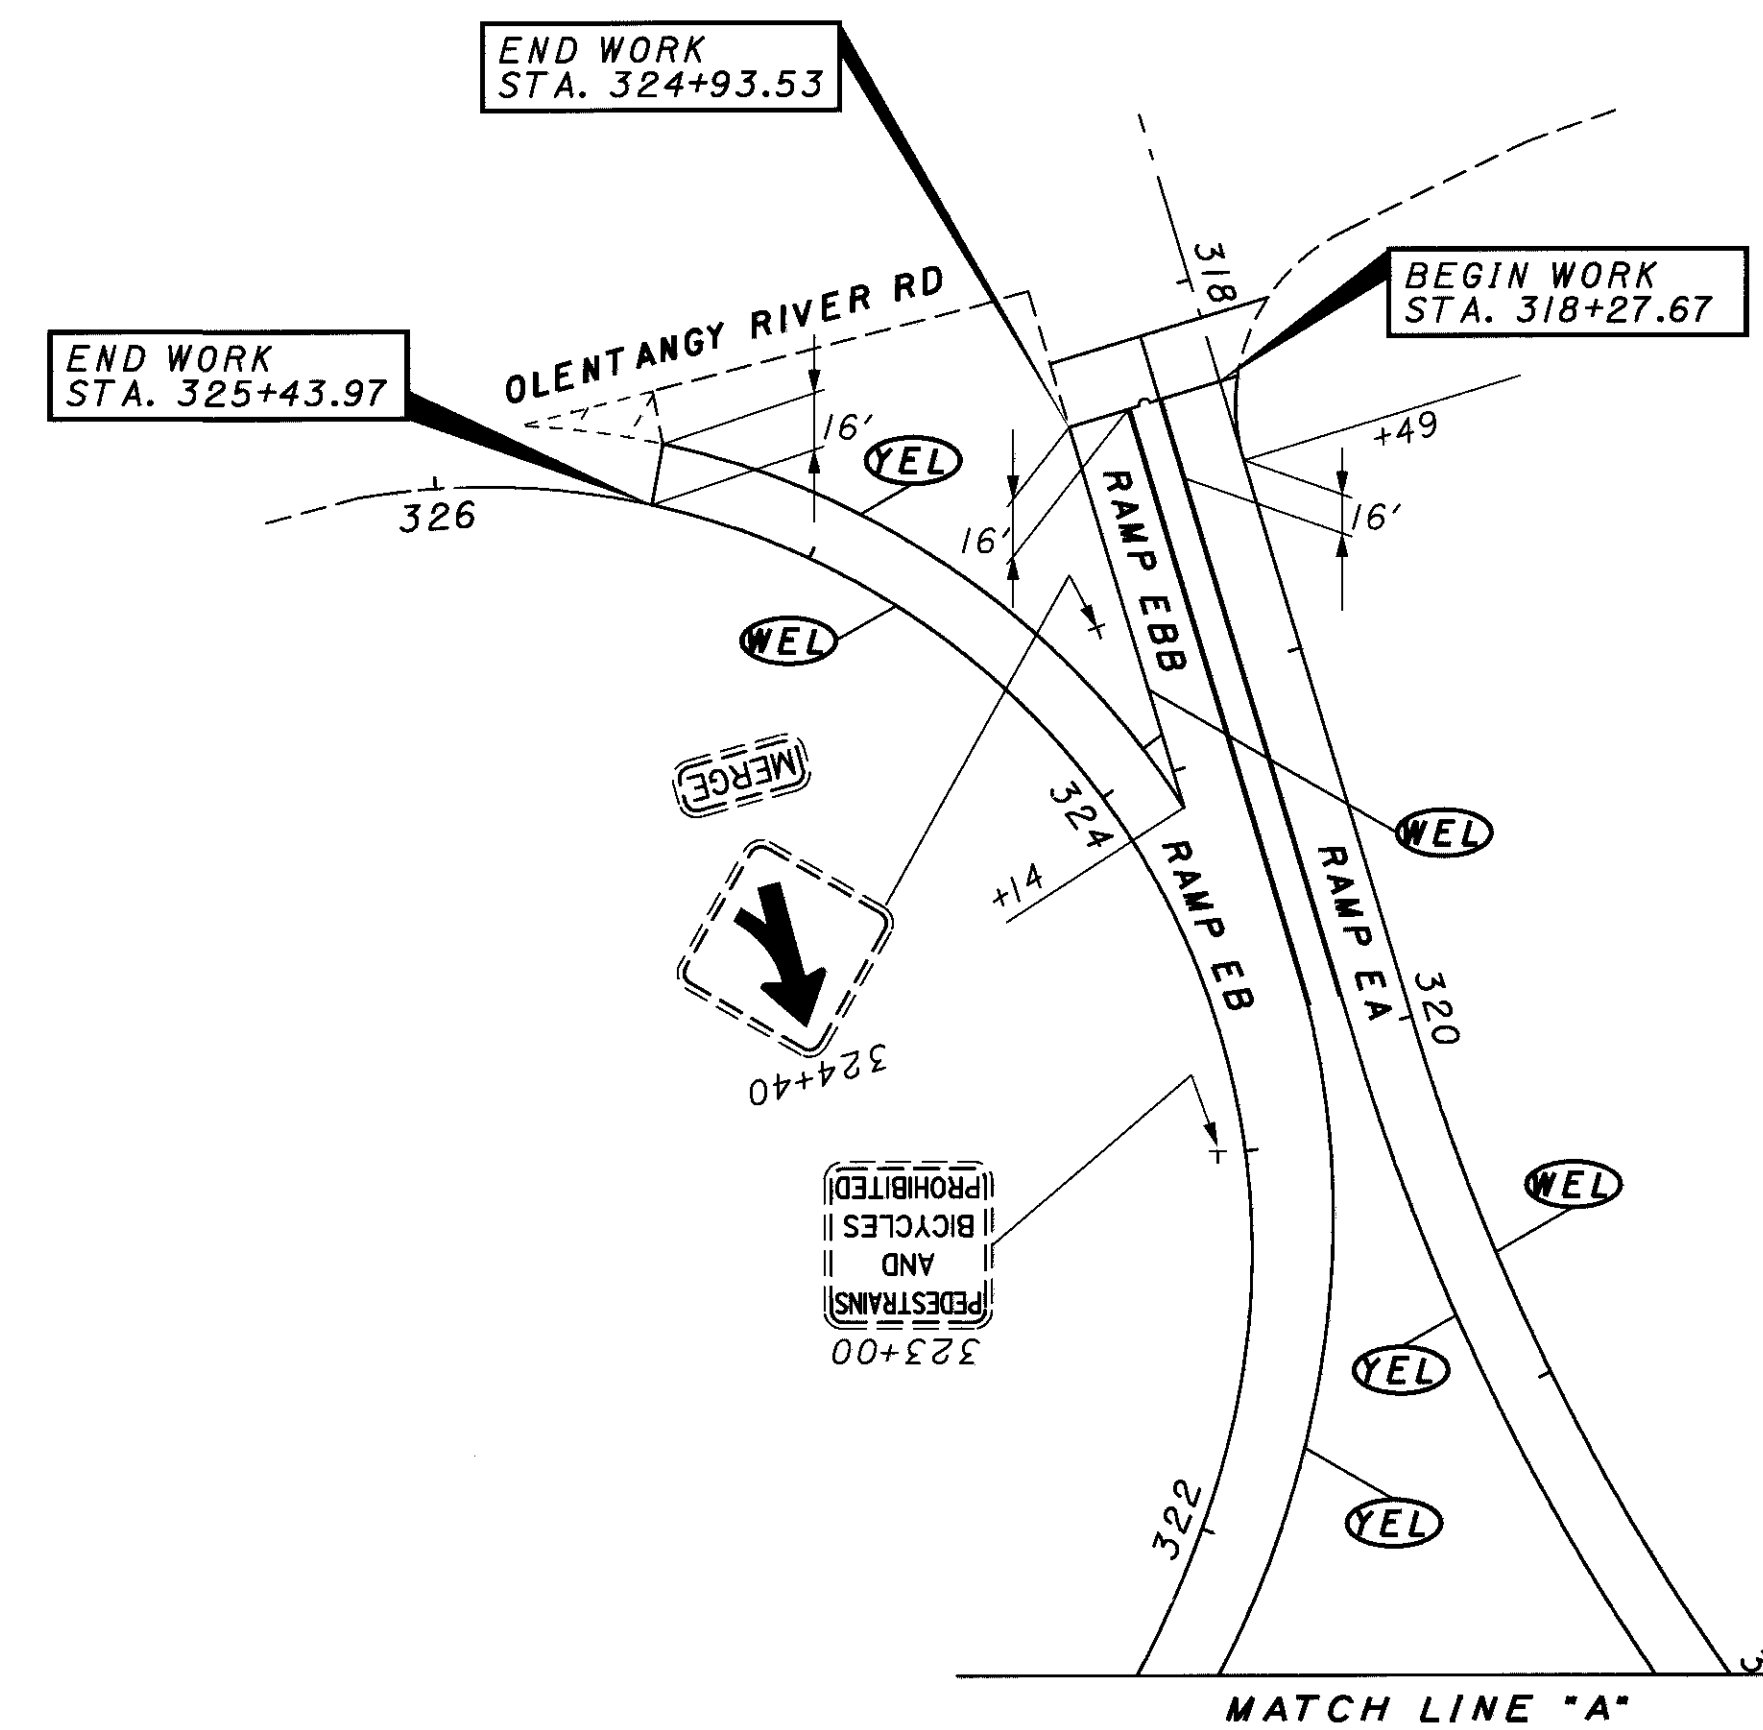 END WORK
STA. 324+93.53
318
BEGIN WORK
STA. 318+27.67
OLENTANGY RIVER RD
END WORK
STA. 325+43.97
16'
YEL
+49
326
16'
16'
RAMP EBB
WEL
MERGE
324
WEL
+14
RAMP EB
RAMP EA
320
324+40
PEDESTRAINS
AND
BICYCLES
PROHIBITED
323+00
WEL
YEL
322
YEL
MATCH LINE "A"